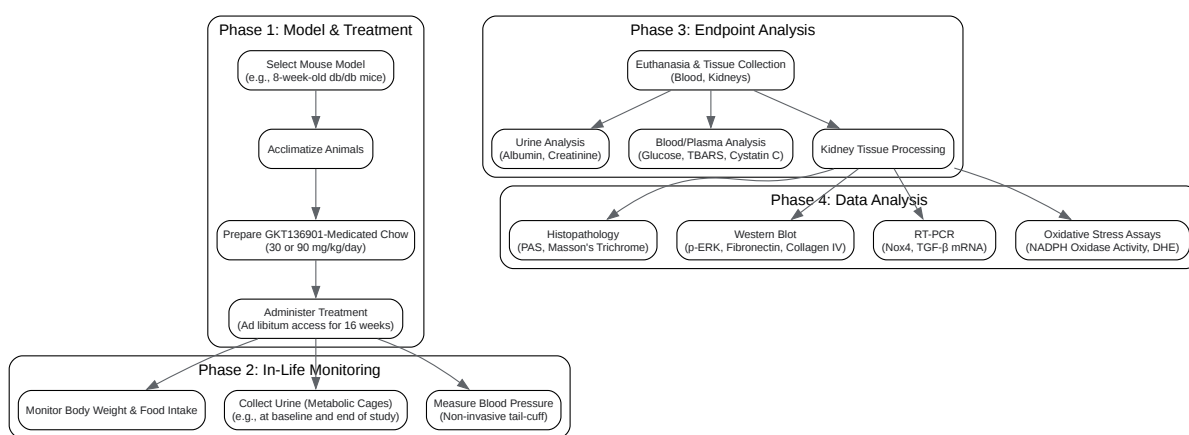 Phase 1: Model & Treatment
Select Mouse Model
(e.g., 8-week-old db/db mice)
Acclimatize Animals
Prepare GKT136901-Medicated Chow
(30 or 90 mg/kg/day)
Administer Treatment
(Ad libitum access for 16 weeks)
Phase 2: In-Life Monitoring
Monitor Body Weight & Food Intake
Collect Urine (Metabolic Cages)
(e.g., at baseline and end of study)
Measure Blood Pressure
(Non-invasive tail-cuff)
Phase 3: Endpoint Analysis
Euthanasia & Tissue Collection
(Blood, Kidneys)
Urine Analysis
(Albumin, Creatinine)
Blood/Plasma Analysis
(Glucose, TBARS, Cystatin C)
Kidney Tissue Processing
Phase 4: Data Analysis
Histopathology
(PAS, Masson's Trichrome)
Western Blot
(p-ERK, Fibronectin, Collagen IV)
RT-PCR
(Nox4, TGF-β mRNA)
Oxidative Stress Assays
(NADPH Oxidase Activity, DHE)